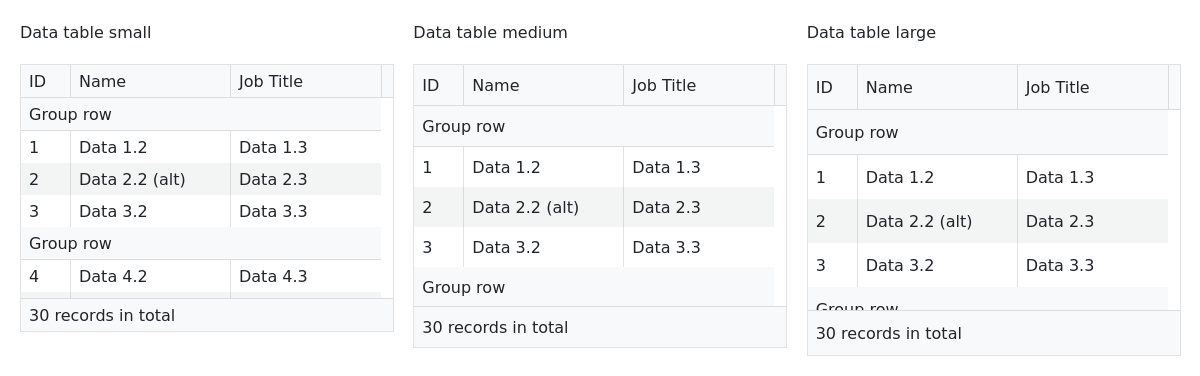 Data table small
ID Name Job Title
Group row
1 Data 1.2 Data 1.3
2 Data 2.2 (alt) Data 2.3
3 Data 3.2 Data 3.3
Group row
4 Data 4.2 Data 4.3
30 records in total
Data table medium
ID Name Job Title
Group row
1 Data 1.2 Data 1.3
2 Data 2.2 (alt) Data 2.3
3 Data 3.2 Data 3.3
Group row
30 records in total
Data table large
ID Name Job Title
Group row
1 Data 1.2 Data 1.3
2 Data 2.2 (alt) Data 2.3
3 Data 3.2 Data 3.3
Group row
30 records in total